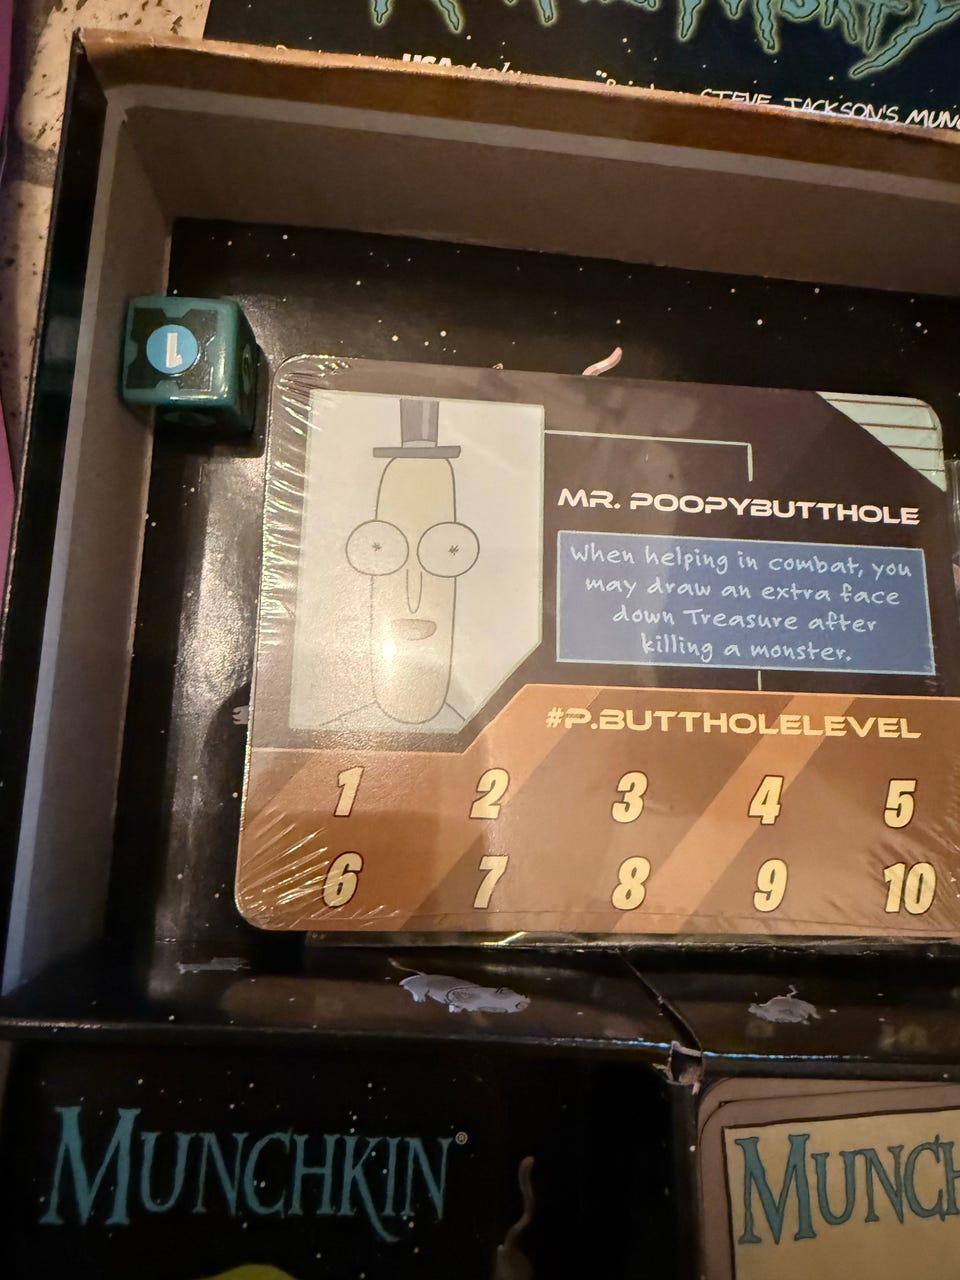 STEVE JACKSON'S
1
MR. POOPYBUTTHOLE
When helping in combat, you
may draw an extra face
down Treasure after
killing a monster.
#P.BUTTHOLELEVEL
1 2 3 4 5
6 7 8 9 10
MUNCHKIN®